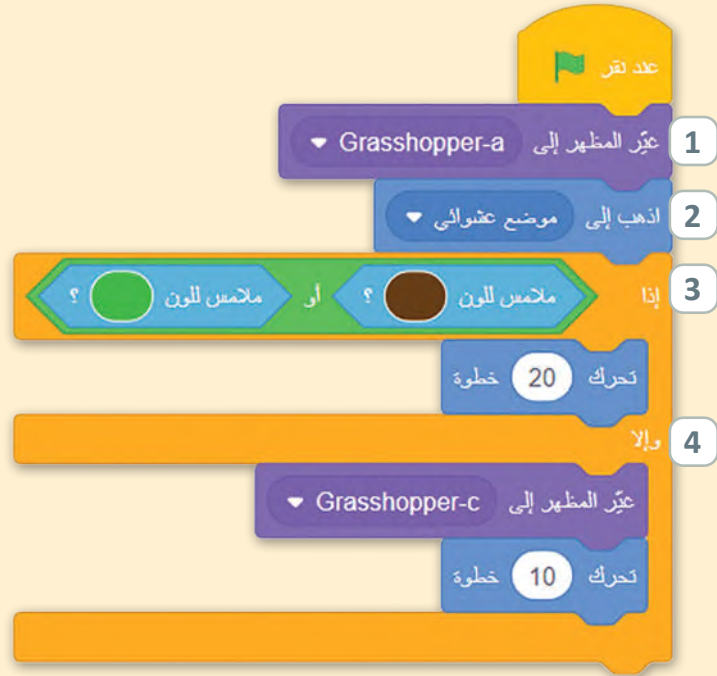 عند نقر
1 غيِّر المظهر إلى Grasshopper-a
2 اذهب إلى موضع عشوائي
3 إذا ملامس للون ؟ أو ملامس للون ؟
تحرك 20 خطوة
4 وإلا
غيِّر المظهر إلى Grasshopper-c
تحرك 10 خطوة